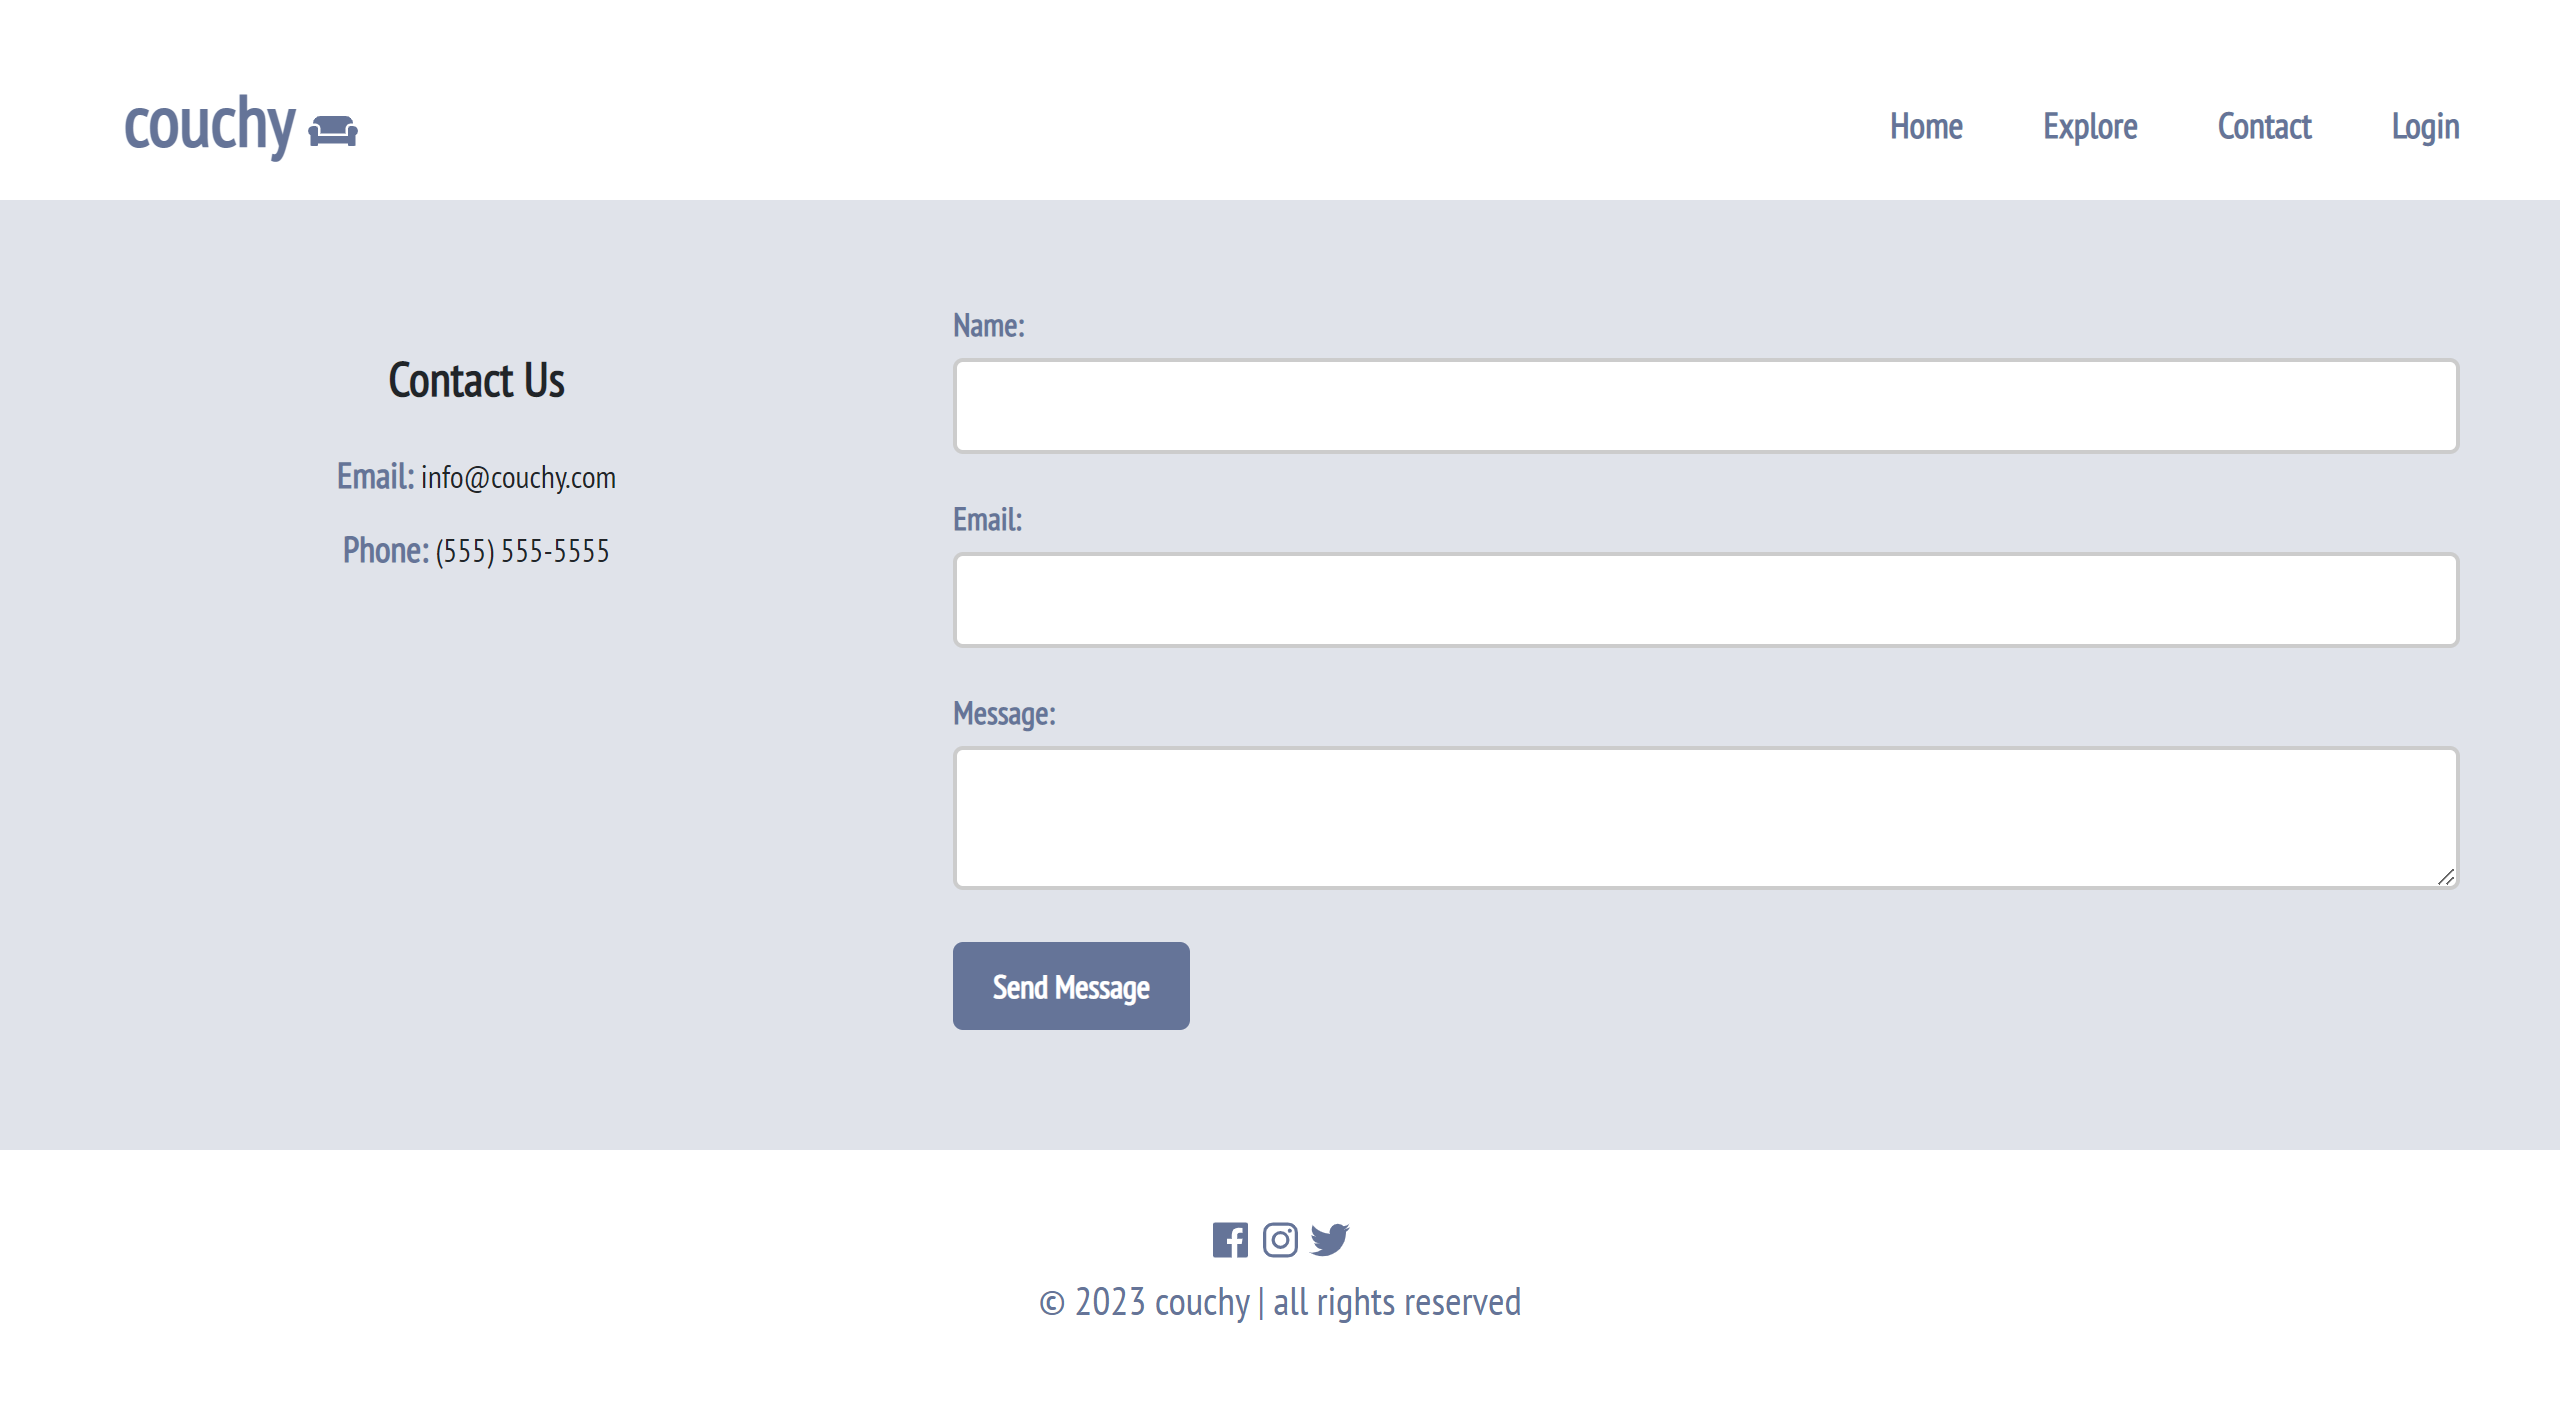 couchy
Home Explore Contact Login
Contact Us
Email: info@couchy.com
Phone: (555) 555-5555
Name:
Email:
Message:
Send Message
© 2023 couchy | all rights reserved